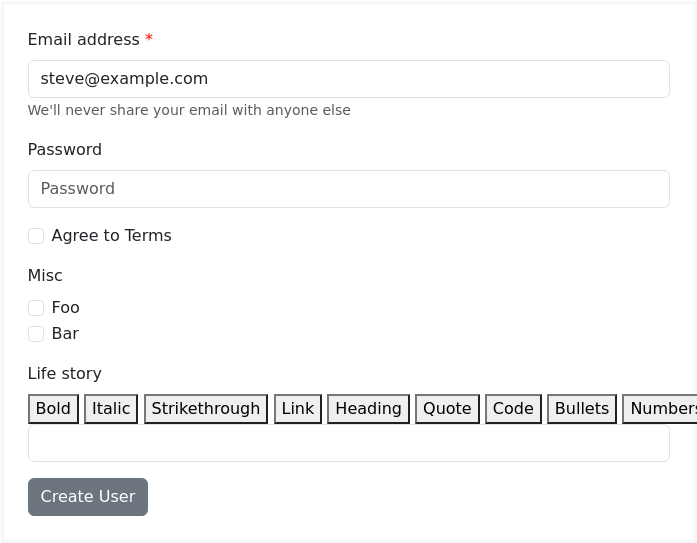 Email address *
steve@example.com
We'll never share your email with anyone else
Password
Password
Agree to Terms
Misc
Foo
Bar
Life story
Bold Italic Strikethrough Link Heading Quote Code Bullets Numbers
Create User